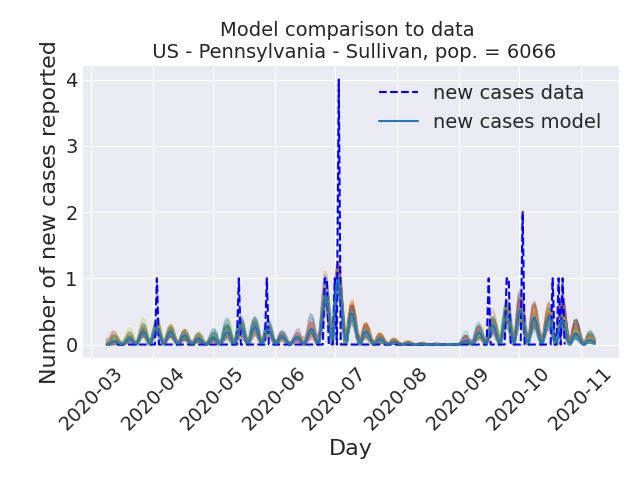 Model comparison to data
US - Pennsylvania - Sullivan, pop. = 6066
Number of new cases reported
4
3
2
1
0
new cases data
new cases model
2020-03
2020-04
2020-05
2020-06
2020-07
2020-08
2020-09
2020-10
2020-11
Day